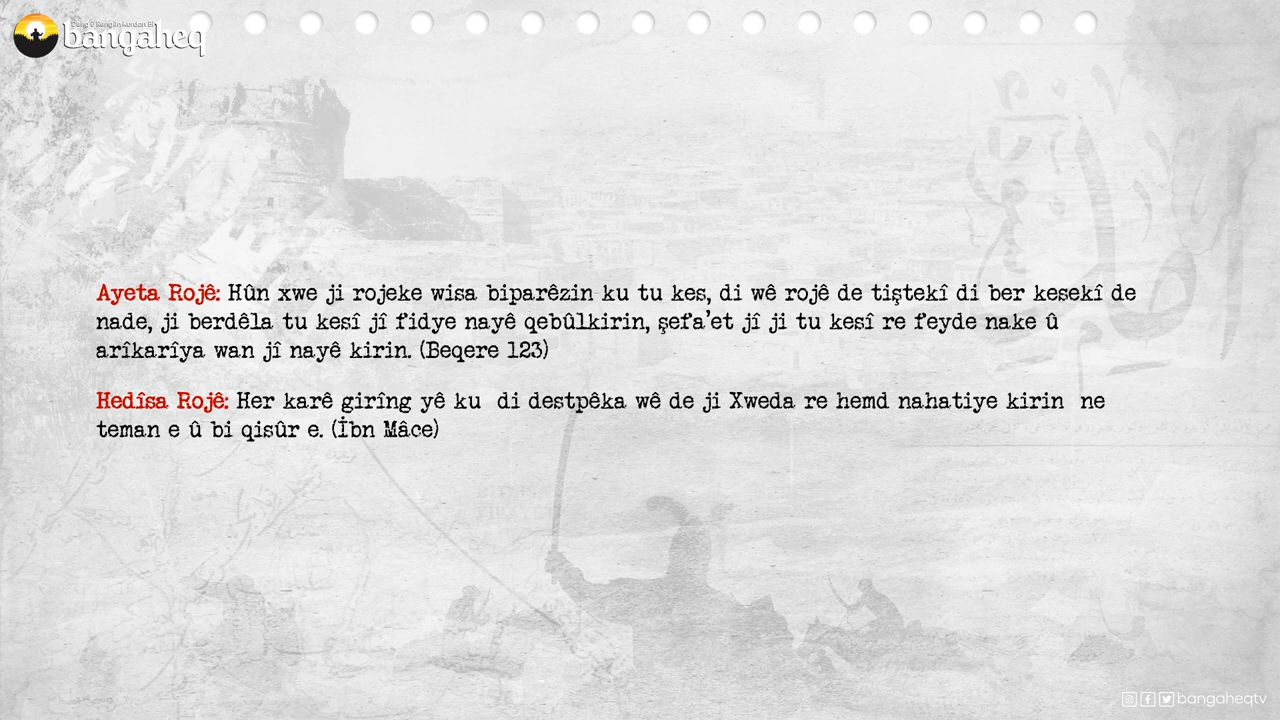 bangaheq
Ayeta Rojê: Hûn xwe ji rojeke wisa biparêzin ku tu kes, di wê rojê de tiştekî di ber kesekî de
nade, ji berdêla tu kesî jî fidye nayê qebûlkirin, şefa'et jî ji tu kesî re feyde nake û
arîkarîya wan jî nayê kirin. (Beqere 123)
Hedîsa Rojê: Her karê girîng yê ku di destpêka wê de ji Xweda re hemd nahatiye kirin ne
teman e û bi qisûr e. (İbn Mâce)
bangaheqtv